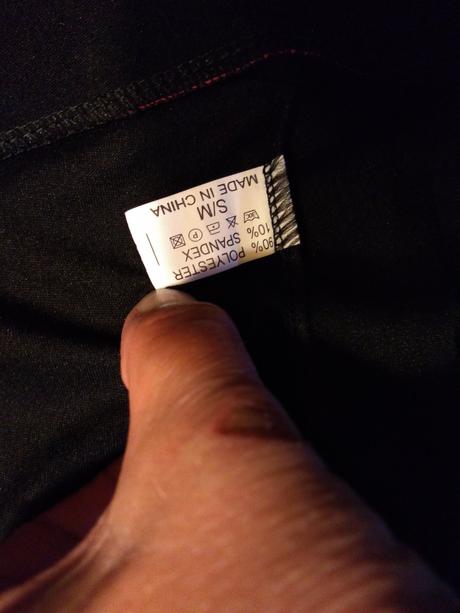 90% POLYESTER
10% SPANDEX
P
S/M
MADE IN CHINA